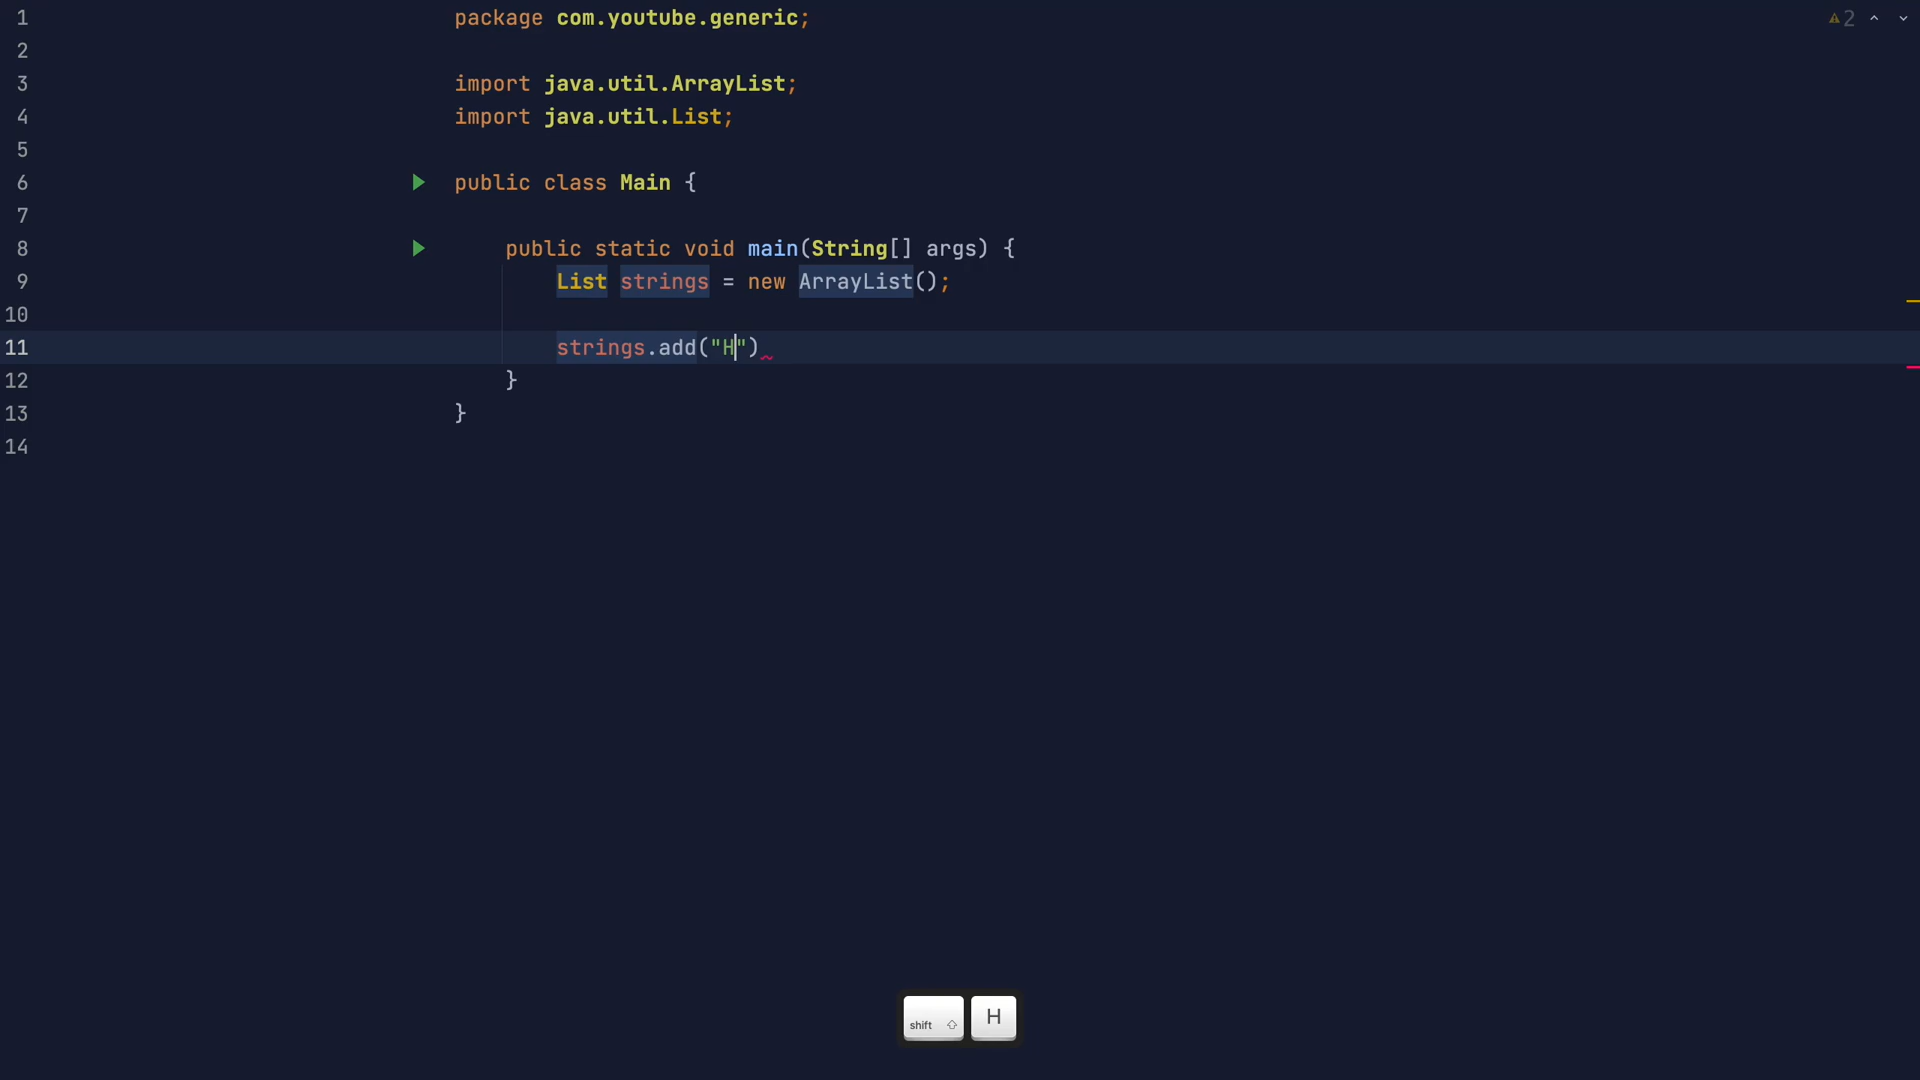 1 package com.youtube.generic;
2
3 import java.util.ArrayList;
4 import java.util.List;
5
6 public class Main {
7
8 public static void main(String[] args) {
9 List strings = new ArrayList();
10
11 strings.add("H")
12 }
13 }
14
2
shift H